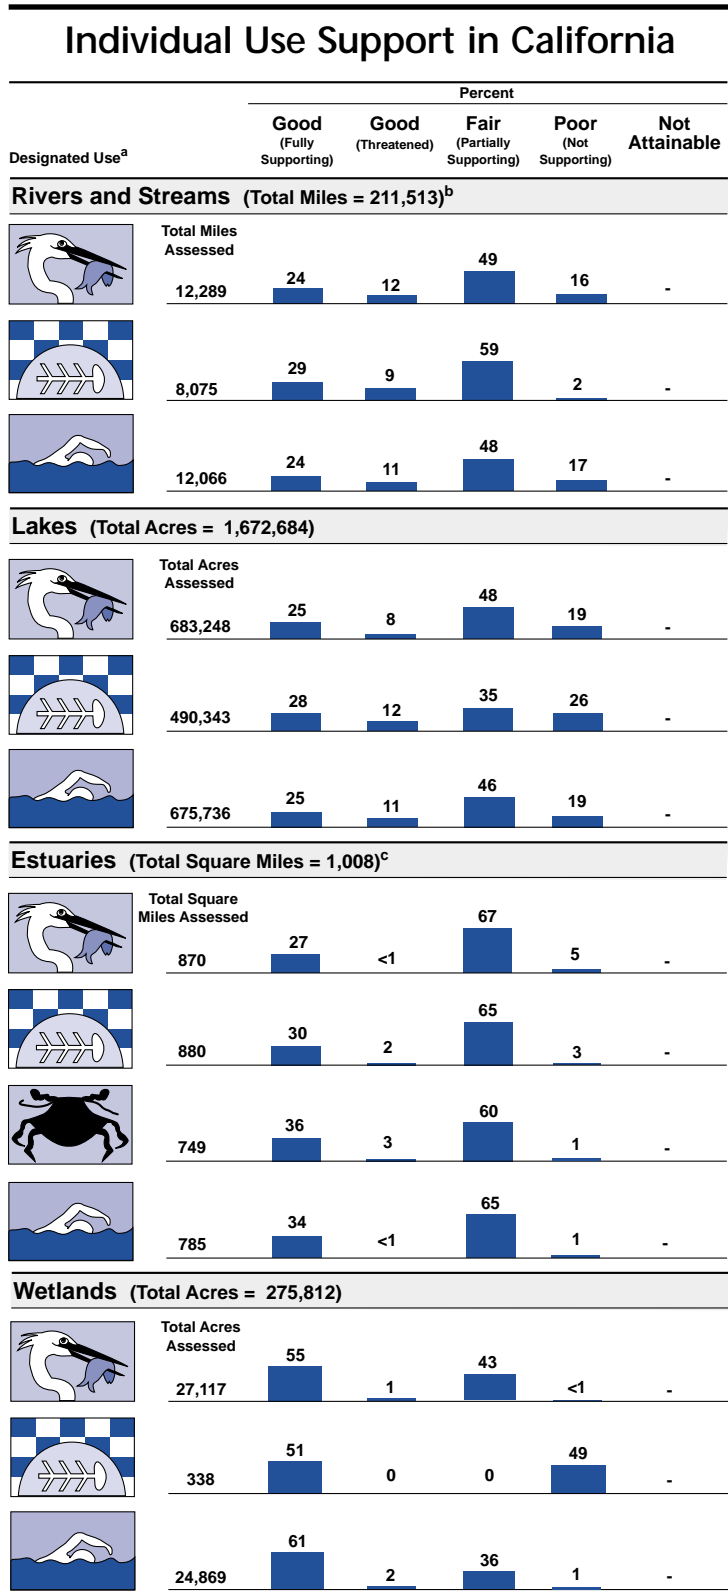 Individual Use Support in California
Percent
Designated Use^a
Good (Fully Supporting)
Good (Threatened)
Fair (Partially Supporting)
Poor (Not Supporting)
Not Attainable
Rivers and Streams (Total Miles = 211,513)^b
Total Miles Assessed
12,289 24 12 49 16 -
8,075 29 9 59 2 -
12,066 24 11 48 17 -
Lakes (Total Acres = 1,672,684)
Total Acres Assessed
683,248 25 8 48 19 -
490,343 28 12 35 26 -
675,736 25 11 46 19 -
Estuaries (Total Square Miles = 1,008)^c
Total Square Miles Assessed
870 27 <1 67 5 -
880 30 2 65 3 -
749 36 3 60 1 -
785 34 <1 65 1 -
Wetlands (Total Acres = 275,812)
Total Acres Assessed
27,117 55 1 43 <1 -
338 51 0 0 49 -
24,869 61 2 36 1 -